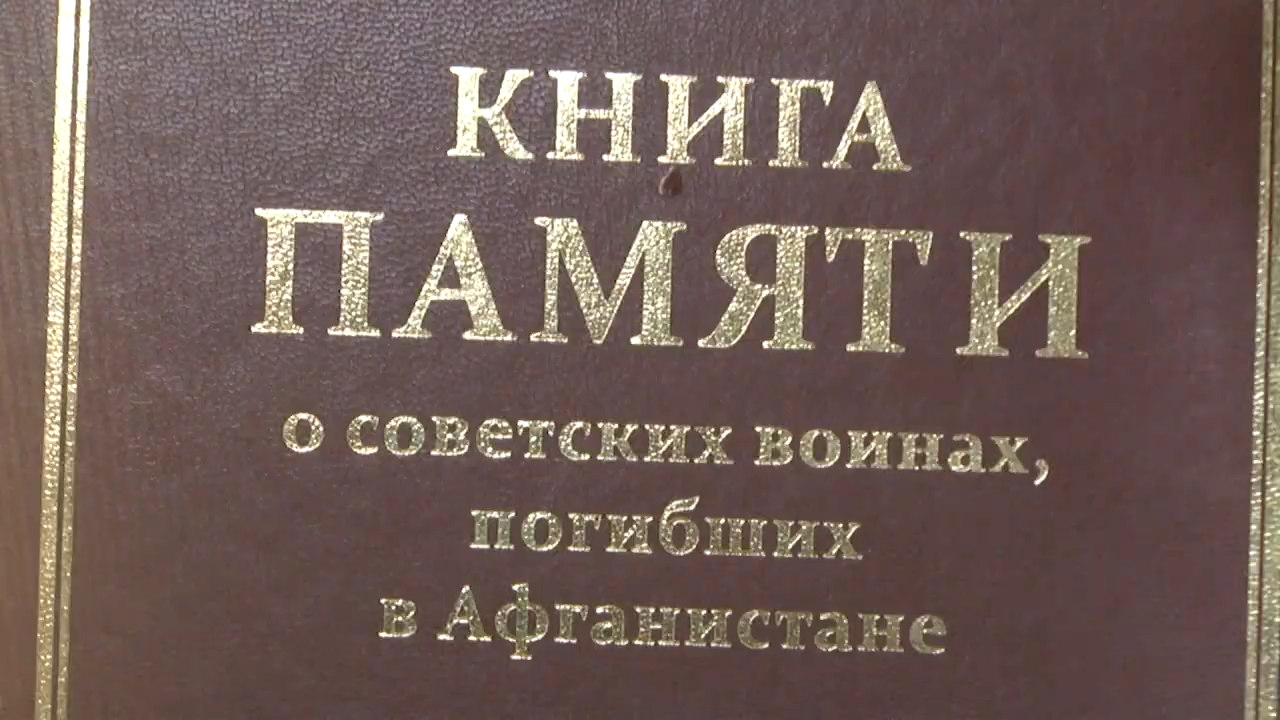 КНИГА
ПАМЯТИ
о советских воинах,
погибших
в Афганистане